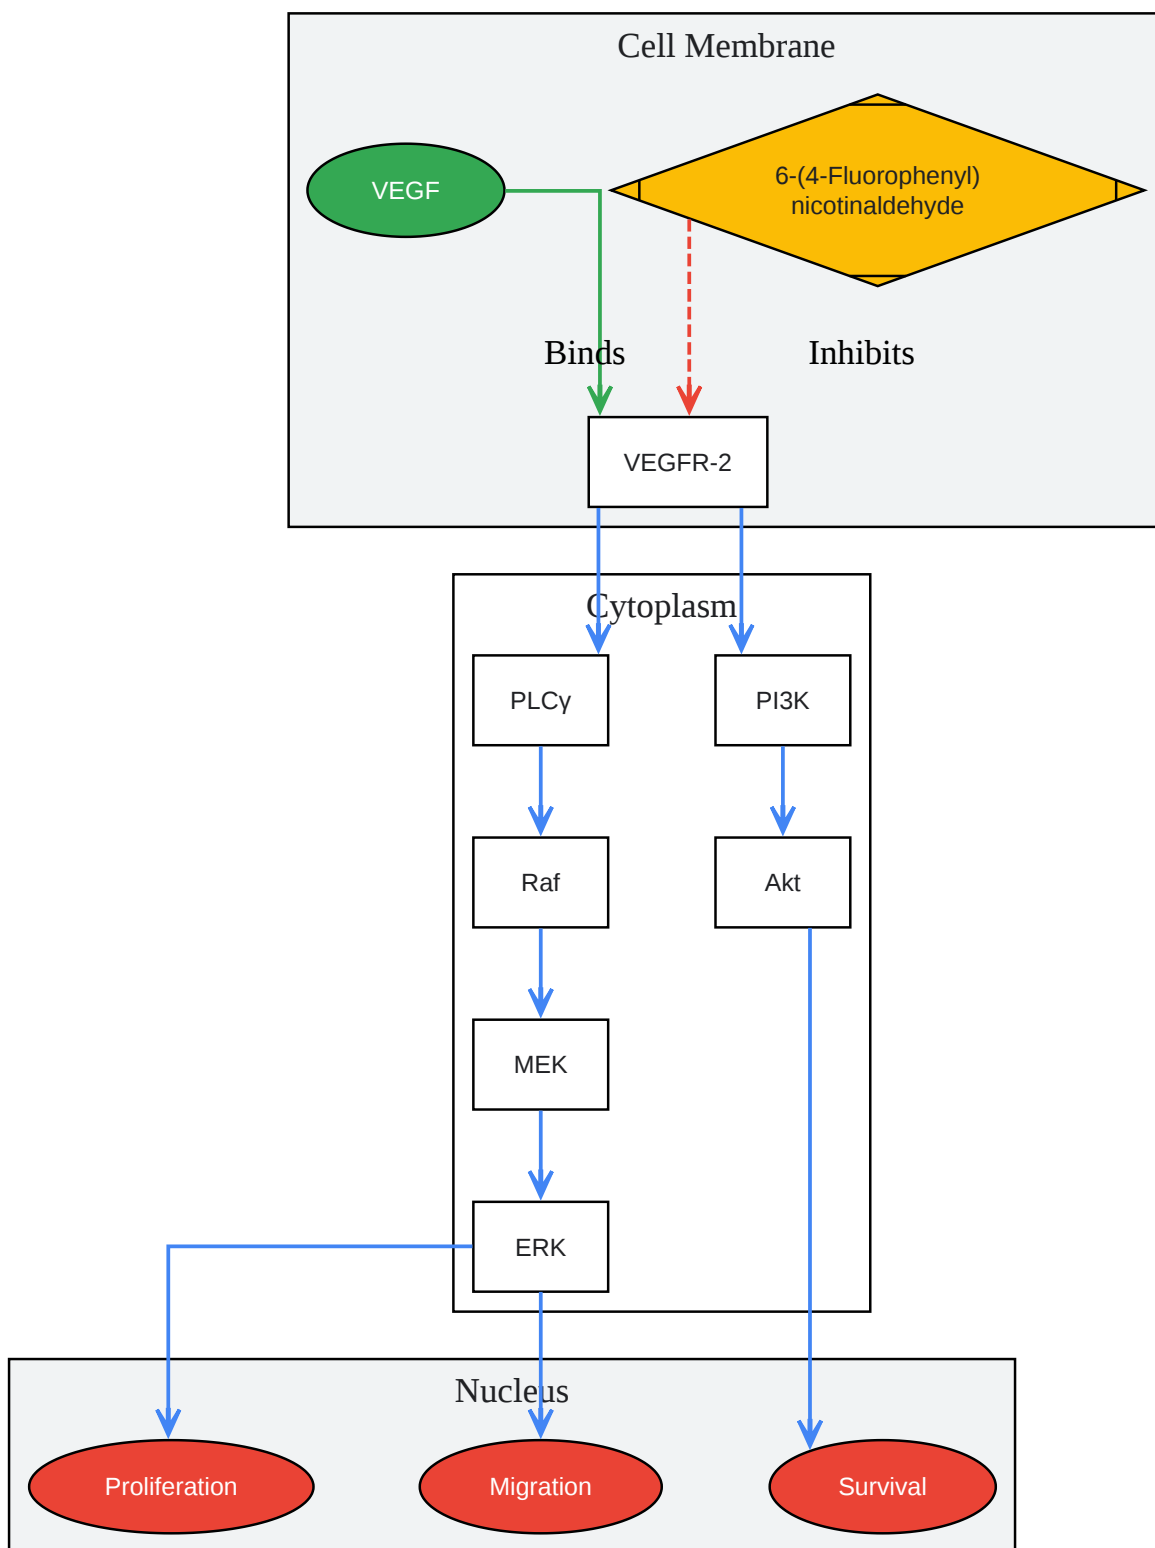 Cell Membrane
VEGF
6-(4-Fluorophenyl)
nicotinaldehyde
Binds
Inhibits
VEGFR-2
Cytoplasm
PLCγ
PI3K
Raf
Akt
MEK
ERK
Nucleus
Proliferation
Migration
Survival